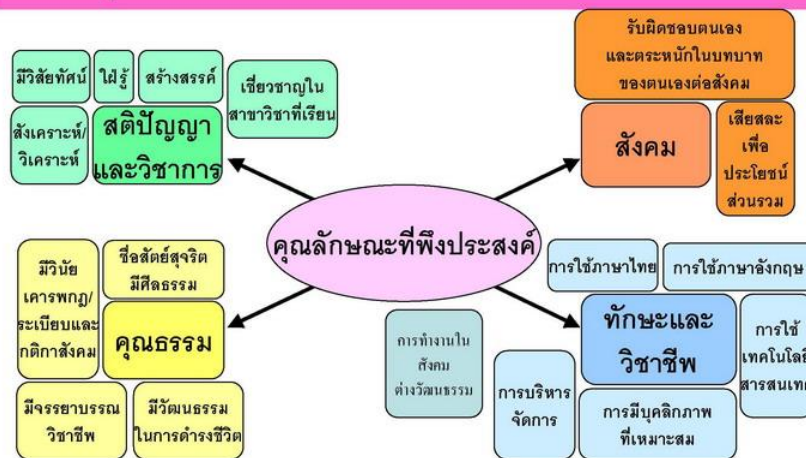 มีวิสัยทัศน์
ใฝ่รู้
สร้างสรรค์
เชี่ยวชาญใน
สาขาวิชาที่เรียน
สังเคราะห์/
วิเคราะห์
สติปัญญา
และวิชาการ
รับผิดชอบตนเอง
และตระหนักในบทบาท
ของตนเองต่อสังคม
สังคม
เสียสละ
เพื่อ
ประโยชน์
ส่วนรวม
คุณลักษณะที่พึงประสงค์
มีวินัย
เคารพกฎ/
ระเบียบและ
กติกาสังคม
ซื่อสัตย์สุจริต
มีศีลธรรม
คุณธรรม
มีจรรยาบรรณ
วิชาชีพ
มีวัฒนธรรม
ในการดำรงชีวิต
การใช้ภาษาไทย
การใช้ภาษาอังกฤษ
ทักษะและ
วิชาชีพ
การใช้
เทคโนโลยี
สารสนเทศ
การทำงานใน
สังคม
ต่างวัฒนธรรม
การบริหาร
จัดการ
การมีบุคลิกภาพ
ที่เหมาะสม